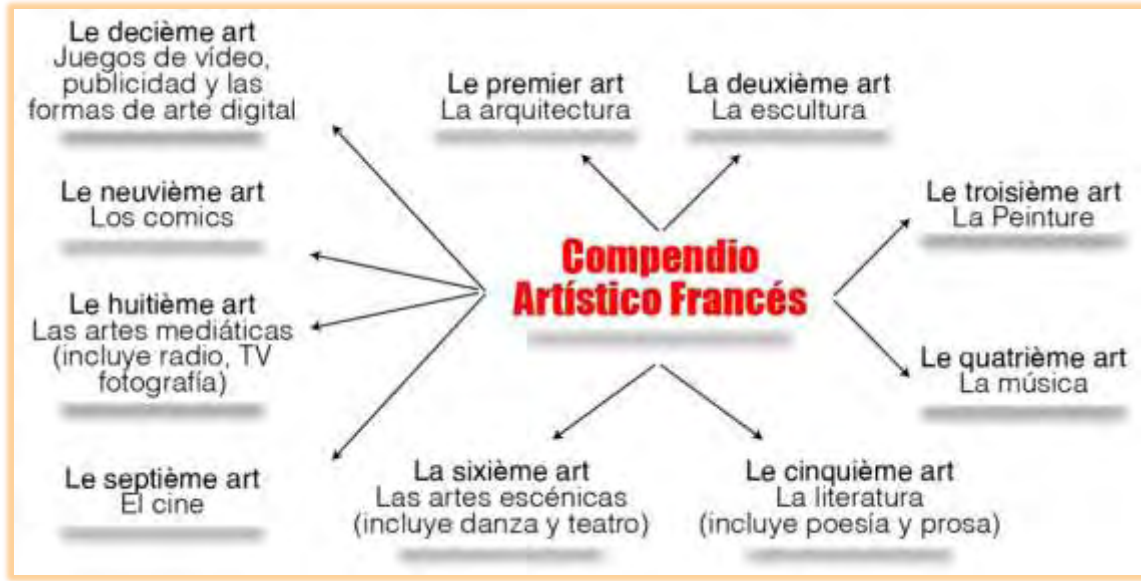 Le decième art
Juegos de vídeo,
publicidad y las
formas de arte digital
Le premier art
La arquitectura
La deuxième art
La escultura
Le neuvième art
Los comics
Le troisième art
La Peinture
Compendio
Artístico Francés
Le huitième art
Las artes mediáticas
(incluye radio, TV
fotografía)
Le quatrième art
La música
Le septième art
El cine
La sixième art
Las artes escénicas
(incluye danza y teatro)
Le cinquième art
La literatura
(incluye poesía y prosa)